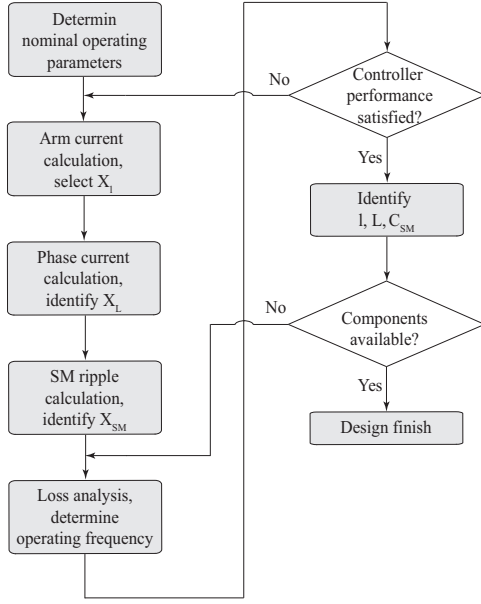 Determin
nominal operating
parameters
Arm current
calculation,
select X_l
Phase current
calculation,
identify X_L
SM ripple
calculation,
identify X_SM
Loss analysis,
determine
operating frequency
Controller
performance
satisfied?
No
Yes
Identify
l, L, C_SM
Components
available?
No
Yes
Design finish